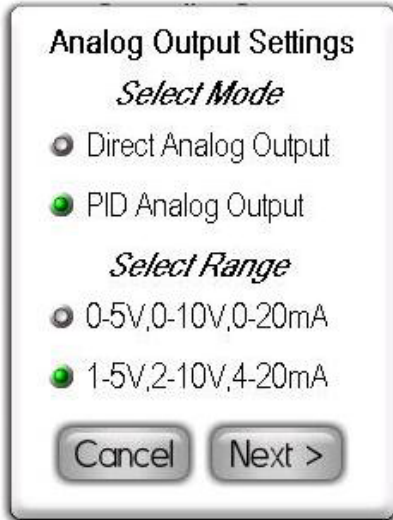 Analog Output Settings
Select Mode
Direct Analog Output
PID Analog Output
Select Range
0-5V,0-10V,0-20mA
1-5V,2-10V,4-20mA
Cancel
Next >